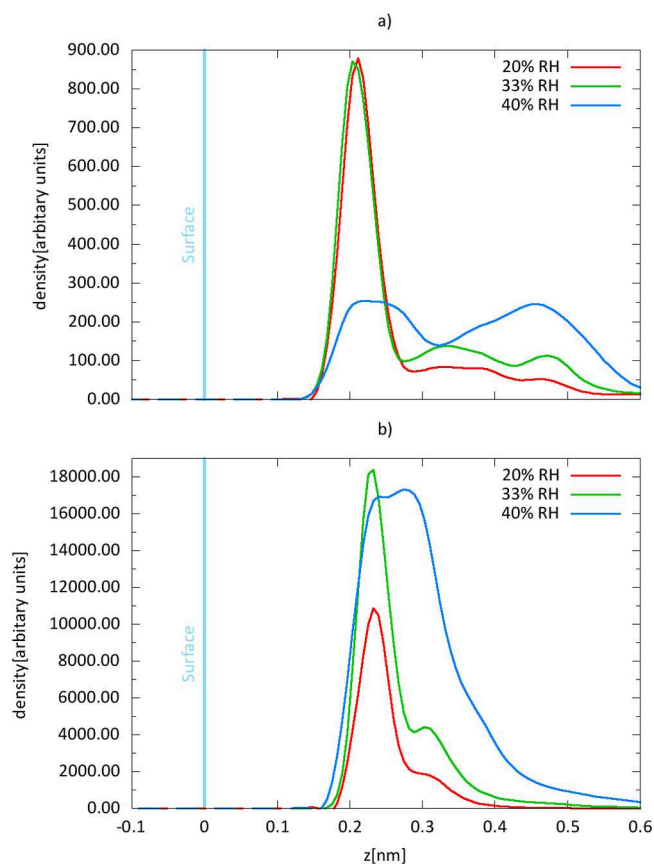 a)
900.00
800.00
700.00
600.00
500.00
400.00
300.00
200.00
100.00
0.00
density[arbitary units]
Surface
20% RH
33% RH
40% RH
b)
18000.00
16000.00
14000.00
12000.00
10000.00
8000.00
6000.00
4000.00
2000.00
0.00
density[arbitary units]
Surface
20% RH
33% RH
40% RH
-0.1 0 0.1 0.2 0.3 0.4 0.5 0.6
z[nm]